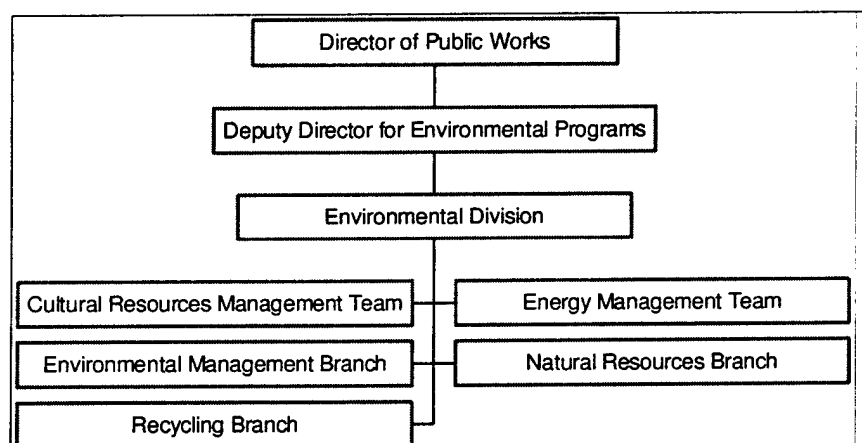 Director of Public Works
Deputy Director for Environmental Programs
Environmental Division
Cultural Resources Management Team
Energy Management Team
Environmental Management Branch
Natural Resources Branch
Recycling Branch